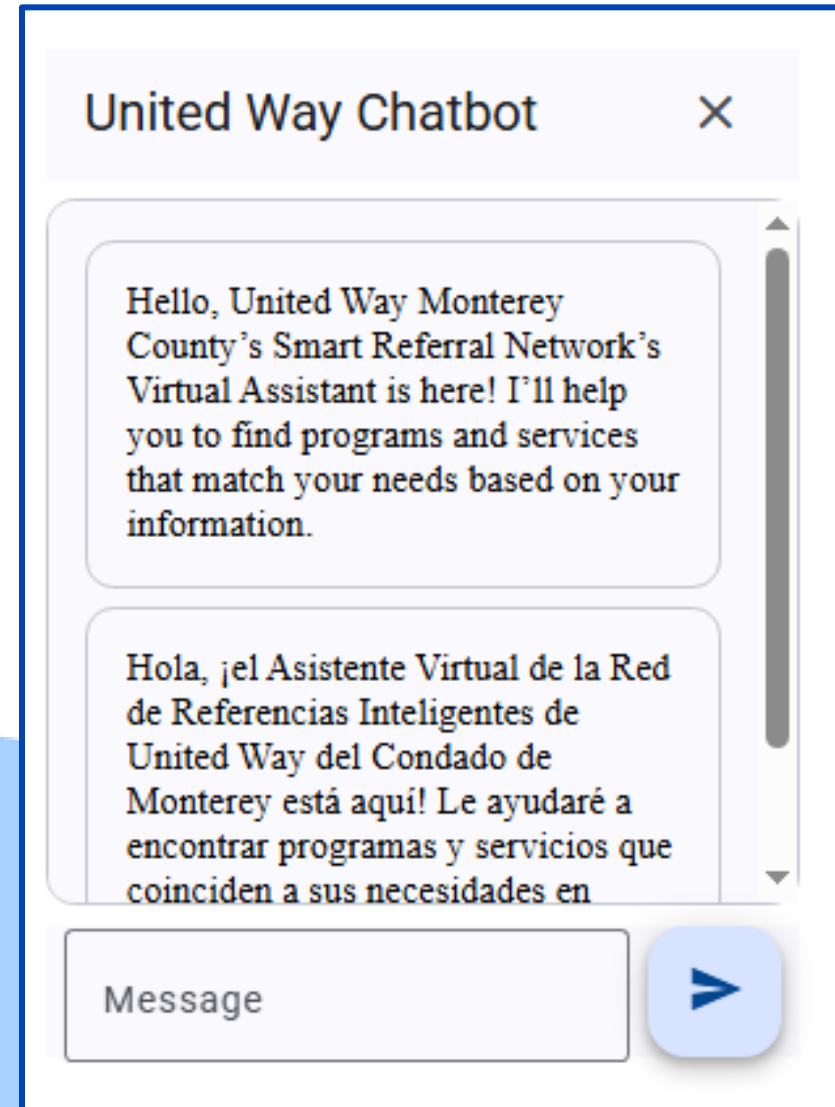 United Way Chatbot
Hello, United Way Monterey
County’s Smart Referral Network’s
Virtual Assistant is here! I’ll help
you to find programs and services
that match your needs based on your
information.
Hola, ¡el Asistente Virtual de la Red
de Referencias Inteligentes de
United Way del Condado de
Monterey está aquí! Le ayudaré a
encontrar programas y servicios que
coinciden a sus necesidades en
Message